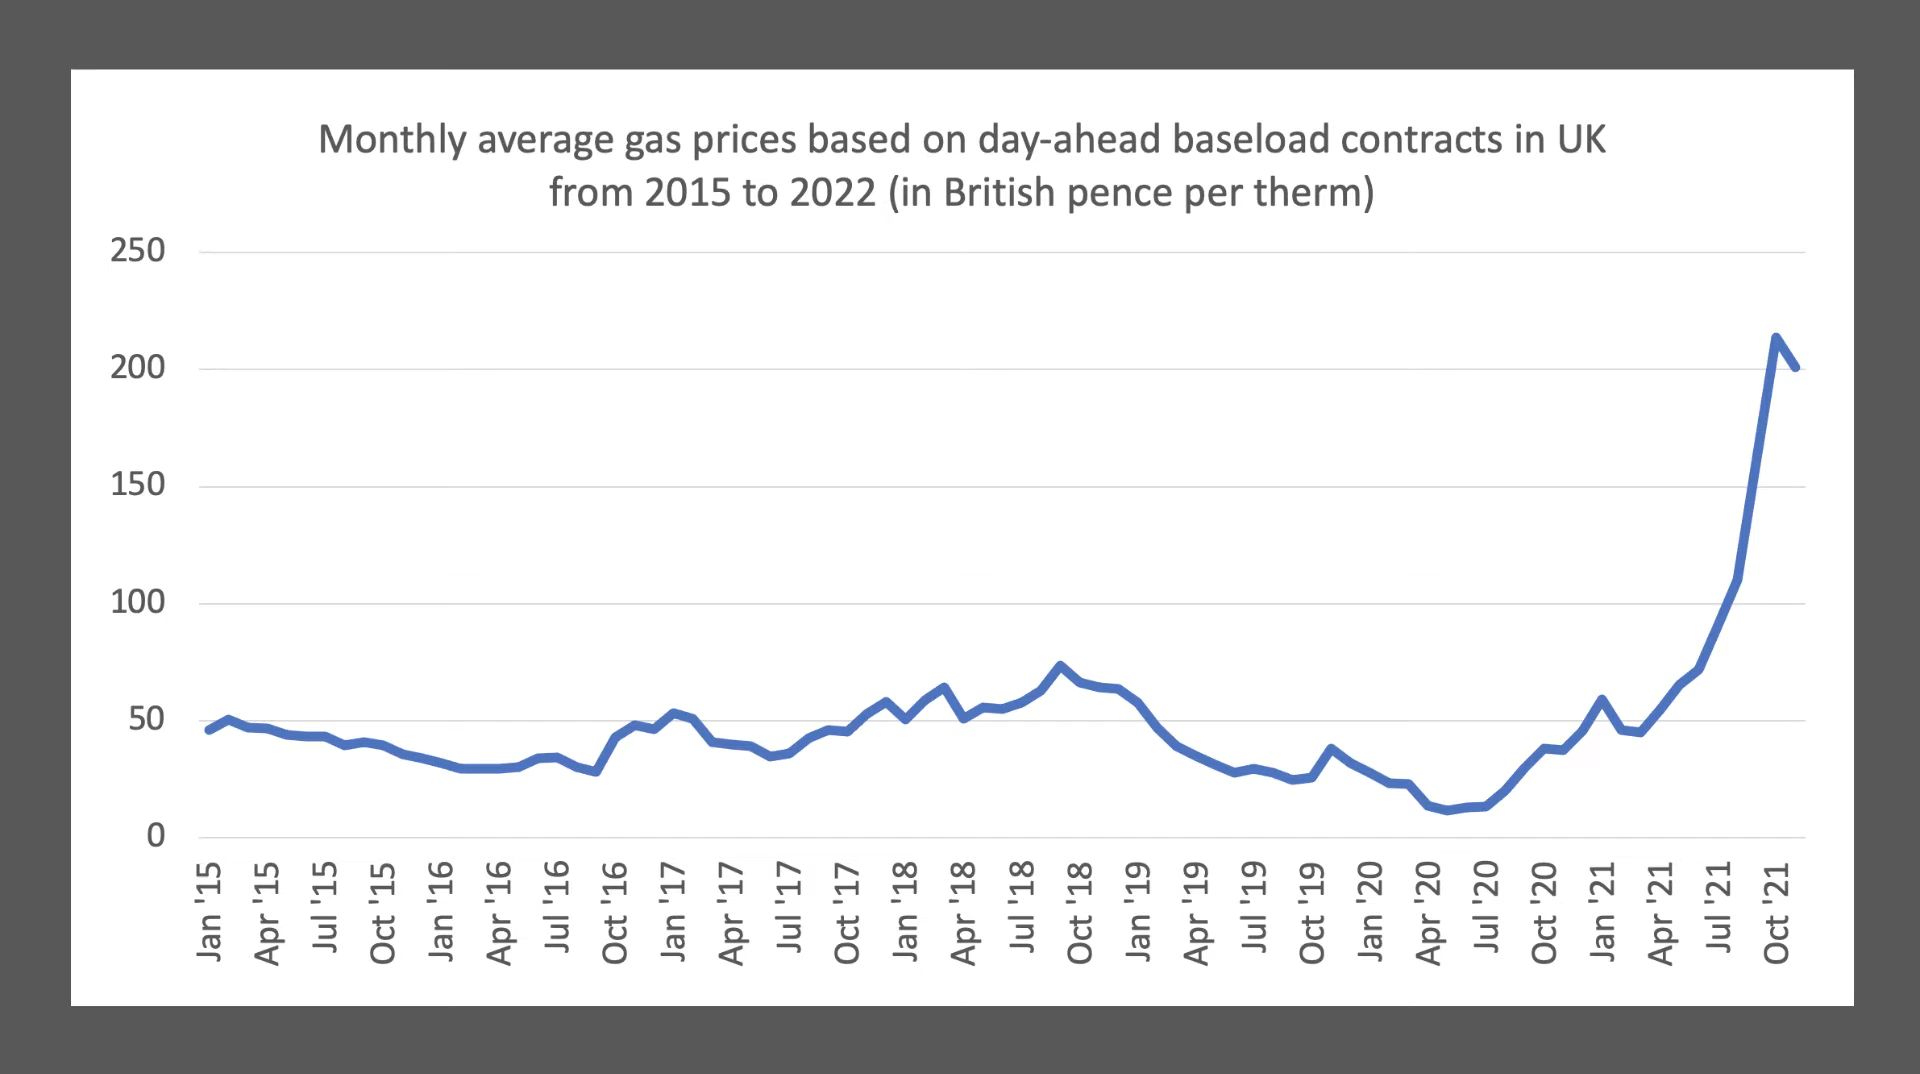 Monthly average gas prices based on day-ahead baseload contracts in UK
from 2015 to 2022 (in British pence per therm)
250
200
150
100
50
0
Jan '15
Apr '15
Jul '15
Oct '15
Jan '16
Apr '16
Jul '16
Oct '16
Jan '17
Apr '17
Jul '17
Oct '17
Jan '18
Apr '18
Jul '18
Oct '18
Jan '19
Apr '19
Jul '19
Oct '19
Jan '20
Apr '20
Jul '20
Oct '20
Jan '21
Apr '21
Jul '21
Oct '21